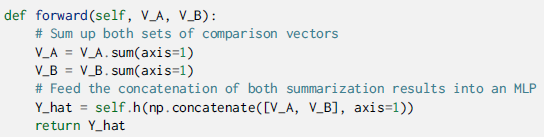 def forward(self, V_A, V_B):
    # Sum up both sets of comparison vectors
    V_A = V_A.sum(axis=1)
    V_B = V_B.sum(axis=1)
    # Feed the concatenation of both summarization results into an MLP
    Y_hat = self.h(np.concatenate([V_A, V_B], axis=1))
    return Y_hat